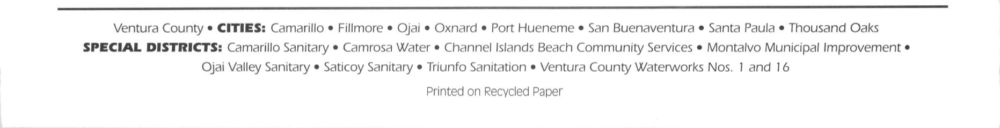 Ventura County • CITIES: Camarillo • Fillmore • Ojai • Oxnard • Port Hueneme • San Buenaventura • Santa Paula • Thousand Oaks
SPECIAL DISTRICTS: Camarillo Sanitary • Camrosa Water • Channel Islands Beach Community Services • Montalvo Municipal Improvement •
Ojai Valley Sanitary • Saticoy Sanitary • Triunfo Sanitation • Ventura County Waterworks Nos. 1 and 16
Printed on Recycled Paper